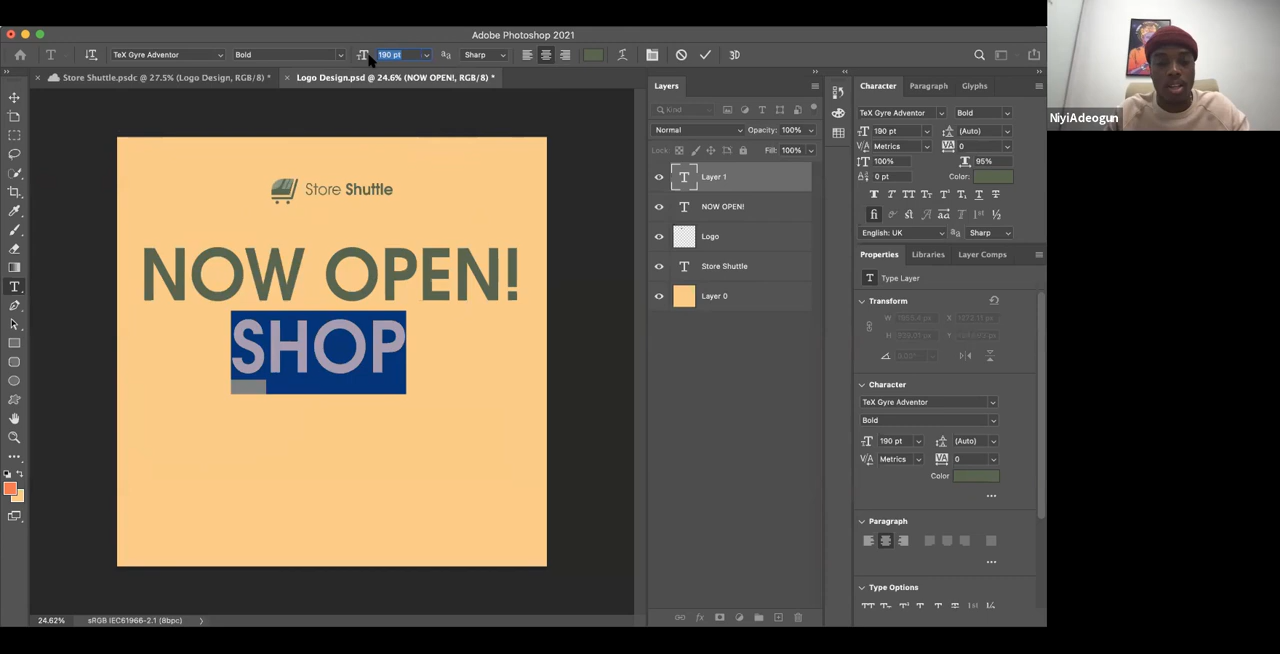 Adobe Photoshop 2021
TeX Gyre Adventor Bold 190 pt Sharp 3D
Store Shuttle.psdc @ 27.5% (Logo Design, RGB/8) *
Logo Design.psd @ 24.6% (NOW OPEN!, RGB/8) *
Store Shuttle
NOW OPEN!
SHOP
24.62% sRGB IEC61966-2.1 (8bpc)
Layers
Kind
Normal Opacity: 100%
Lock: Fill: 100%
Layer 1
NOW OPEN!
Logo
Store Shuttle
Layer 0
Character Paragraph Glyphs
TeX Gyre Adventor Bold
190 pt (Auto)
Metrics 0
100% 95%
0 pt Color:
English: UK Sharp
Properties Libraries Layer Comps
Type Layer
Transform
Character
TeX Gyre Adventor
Bold
190 pt (Auto)
Metrics 0
Color
Paragraph
Type Options
NiyiAdeogun